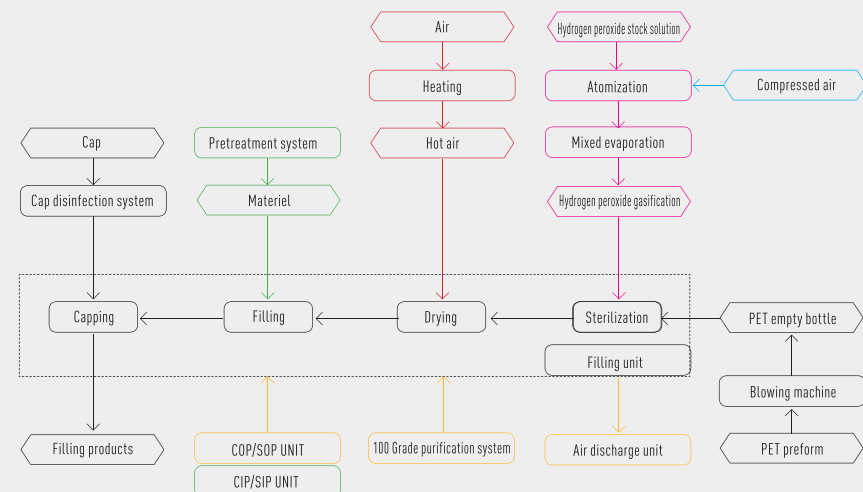 Air
Hydrogen peroxide stock solution
Heating
Atomization
Compressed air
Cap
Pretreatment system
Hot air
Mixed evaporation
Cap disinfection system
Materiel
Hydrogen peroxide gasification
Capping
Filling
Drying
Sterilization
PET empty bottle
Filling unit
Blowing machine
Filling products
COP/SOP UNIT
100 Grade purification system
Air discharge unit
PET preform
CIP/SIP UNIT